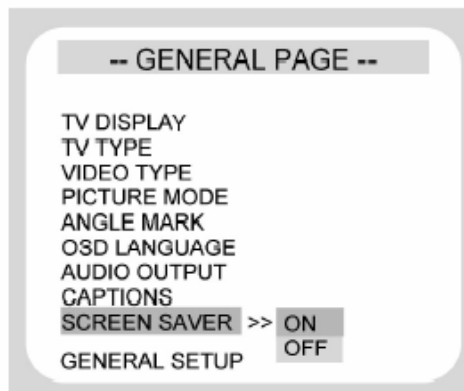 -- GENERAL PAGE --
TV DISPLAY
TV TYPE
VIDEO TYPE
PICTURE MODE
ANGLE MARK
OSD LANGUAGE
AUDIO OUTPUT
CAPTIONS
SCREEN SAVER >> ON
OFF
GENERAL SETUP